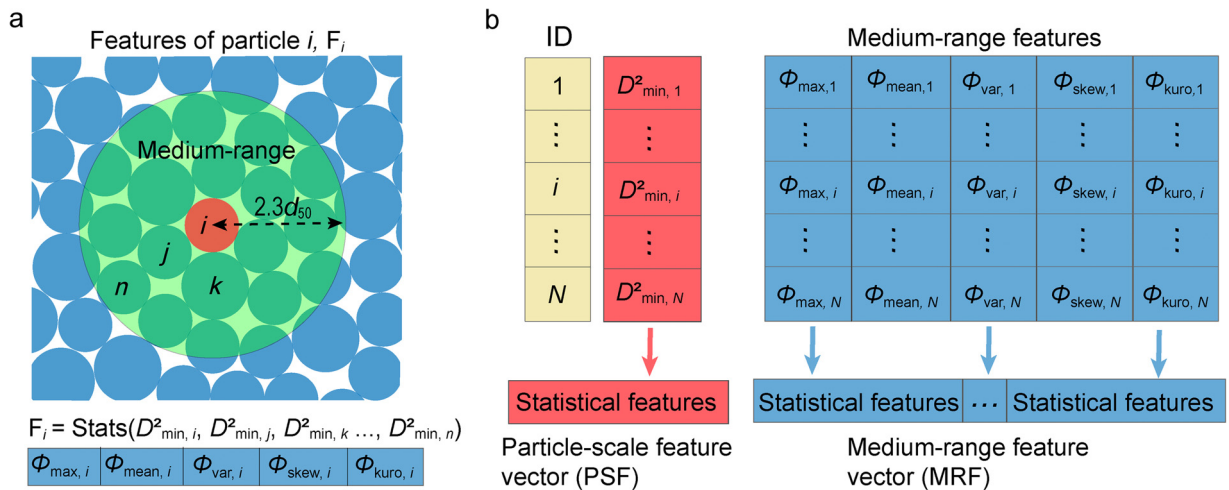 a
Features of particle i, Fᵢ
Medium-range
2.3d₅₀
i
j
k
n
Fᵢ = Stats(D²min, i, D²min, j, D²min, k ..., D²min, n)
Φmax, i Φmean, i Φvar, i Φskew, i Φkuro, i
b
ID
Medium-range features
1 D²min, 1 Φmax,1 Φmean,1 Φvar, 1 Φskew,1 Φkuro,1
⋮ ⋮ ⋮ ⋮ ⋮ ⋮ ⋮
i D²min, i Φmax, i Φmean, i Φvar, i Φskew, i Φkuro, i
⋮ ⋮ ⋮ ⋮ ⋮ ⋮ ⋮
N D²min, N Φmax, N Φmean, N Φvar, N Φskew, N Φkuro, N
Statistical features
Statistical features ... Statistical features
Particle-scale feature
vector (PSF)
Medium-range feature
vector (MRF)